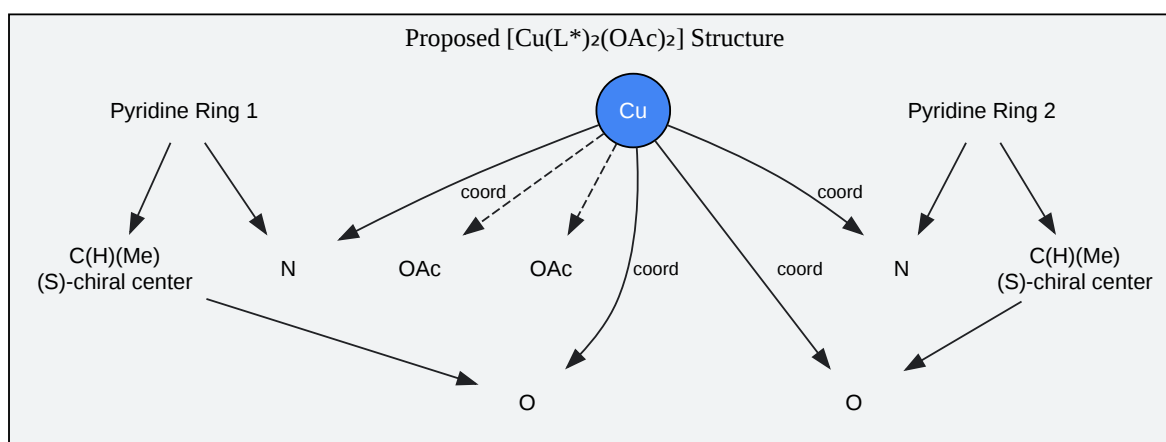 Proposed [Cu(L*)₂(OAc)₂] Structure
Pyridine Ring 1
Cu
Pyridine Ring 2
coord
coord
C(H)(Me)
(S)-chiral center
N
OAc
OAc
coord
coord
N
C(H)(Me)
(S)-chiral center
O
O